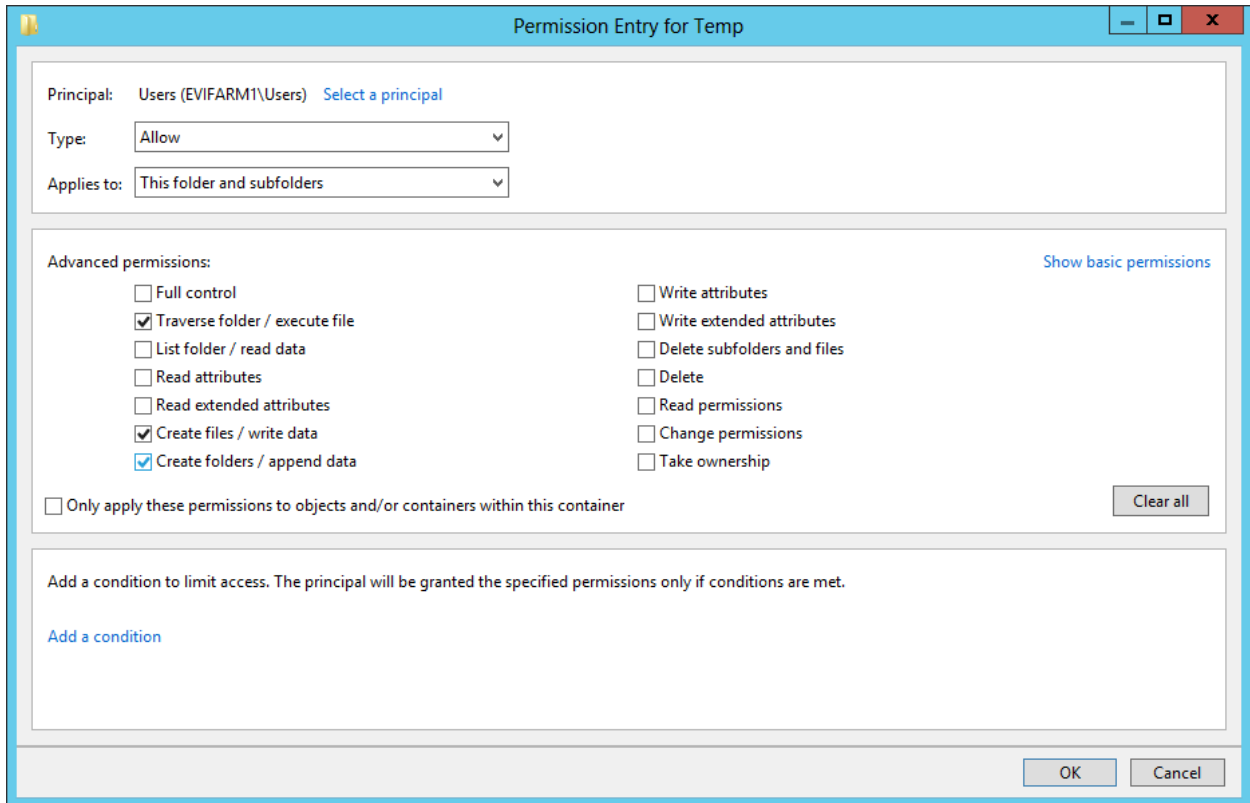 Permission Entry for Temp
Principal: Users (EVIFARM1\Users) Select a principal
Type: Allow
Applies to: This folder and subfolders
Advanced permissions: Show basic permissions
Full control Write attributes
Traverse folder / execute file Write extended attributes
List folder / read data Delete subfolders and files
Read attributes Delete
Read extended attributes Read permissions
Create files / write data Change permissions
Create folders / append data Take ownership
Only apply these permissions to objects and/or containers within this container Clear all
Add a condition to limit access. The principal will be granted the specified permissions only if conditions are met.
Add a condition
OK Cancel